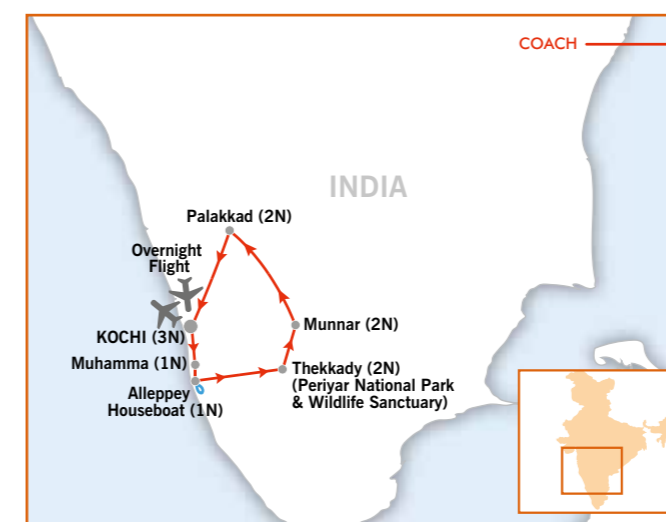 COACH
INDIA
Palakkad (2N)
Overnight
Flight
KOCHI (3N)
Munnar (2N)
Muhamma (1N)
Thekkady (2N)
(Periyar National Park
& Wildlife Sanctuary)
Alleppey
Houseboat (1N)